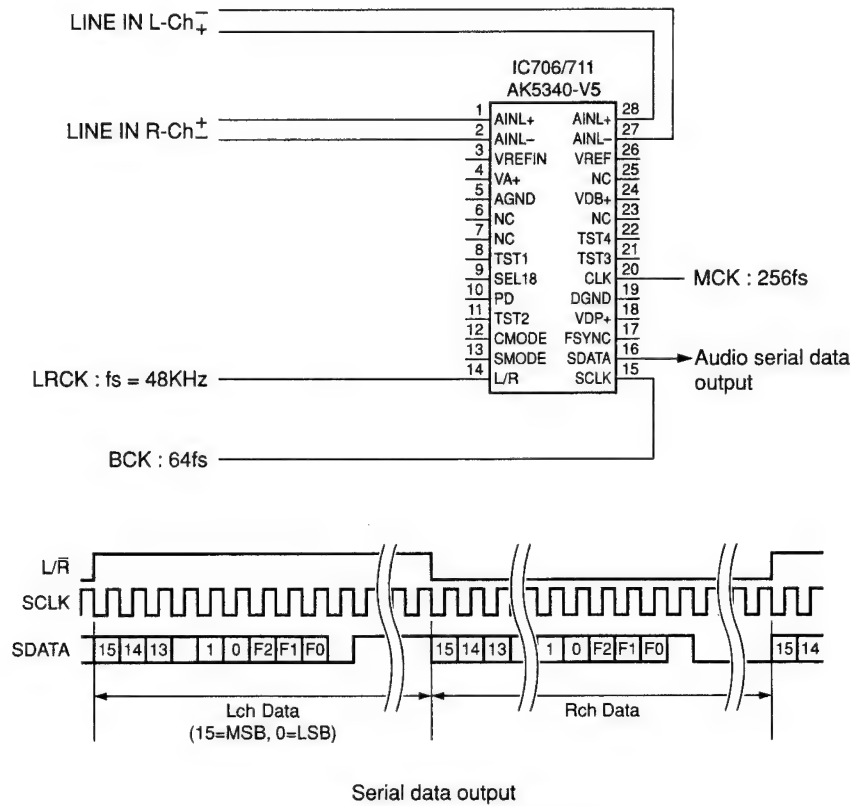 LINE IN L-Ch − +
IC706/711
AK5340-V5
LINE IN R-Ch + −
1 AINL+ AINL+ 28
2 AINL− AINL− 27
3 VREFIN VREF 26
4 VA+ NC 25
5 AGND VDB+ 24
6 NC NC 23
7 NC TST4 22
8 TST1 TST3 21
9 SEL18 CLK 20 MCK : 256fs
10 PD DGND 19
11 TST2 VDP+ 18
12 CMODE FSYNC 17
13 SMODE SDATA 16 Audio serial data output
LRCK : fs = 48KHz 14 L/R SCLK 15
BCK : 64fs
L/R̅
SCLK
SDATA 15 14 13 1 0 F2 F1 F0 15 14 13 1 0 F2 F1 F0 15 14
Lch Data Rch Data
(15=MSB, 0=LSB)
Serial data output